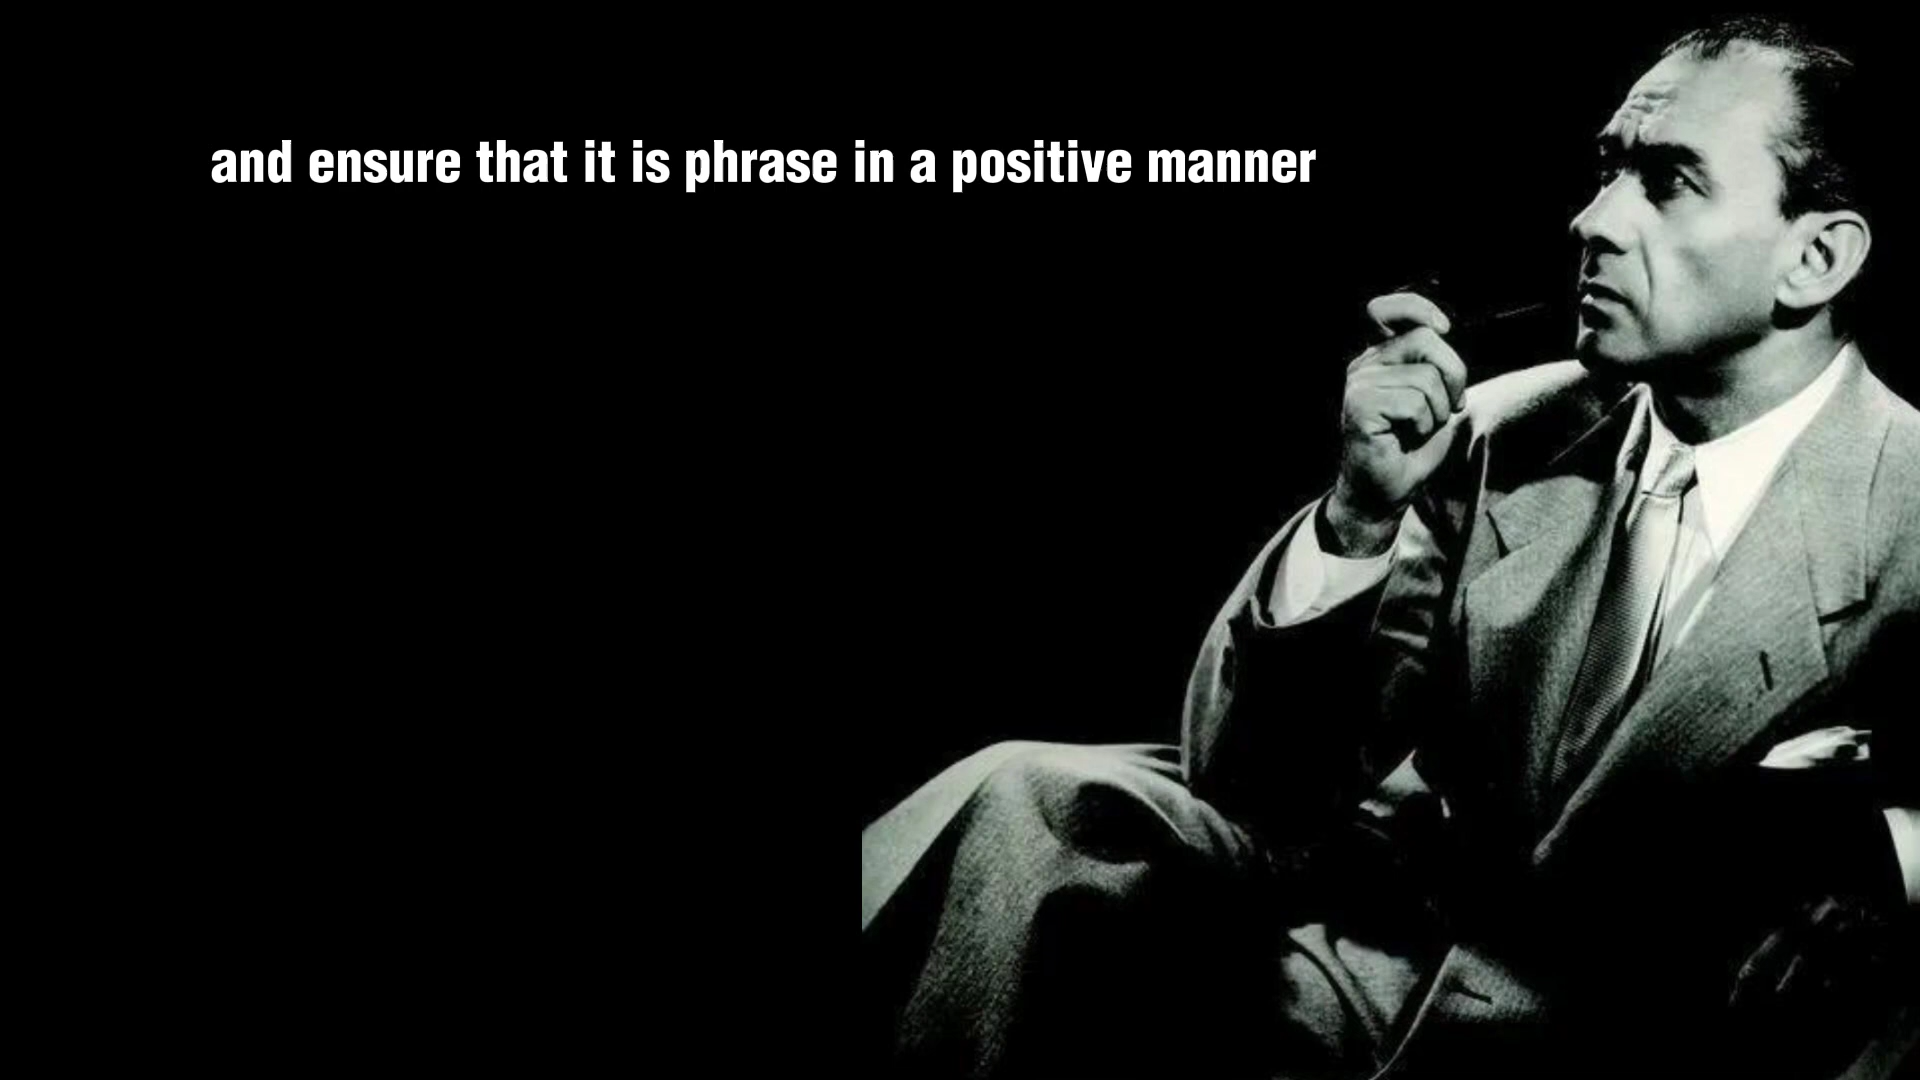 and ensure that it is phrase in a positive manner